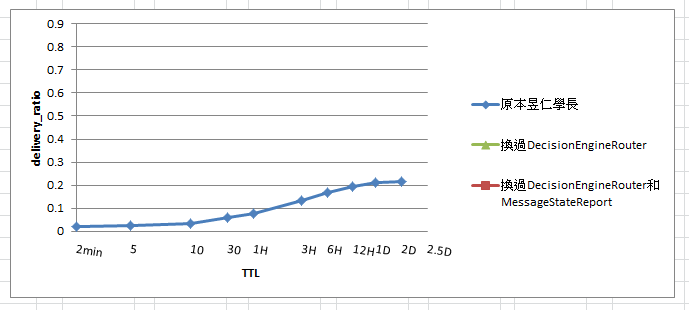 0.9
0.8
0.7
0.6
0.5
0.4
0.3
0.2
0.1
0
delivery_ratio
2min 5 10 30 1H 3H 6H 12H 1D 2D 2.5D
TTL
原本昱仁學長
換過DecisionEngineRouter
換過DecisionEngineRouter和
MessageStateReport